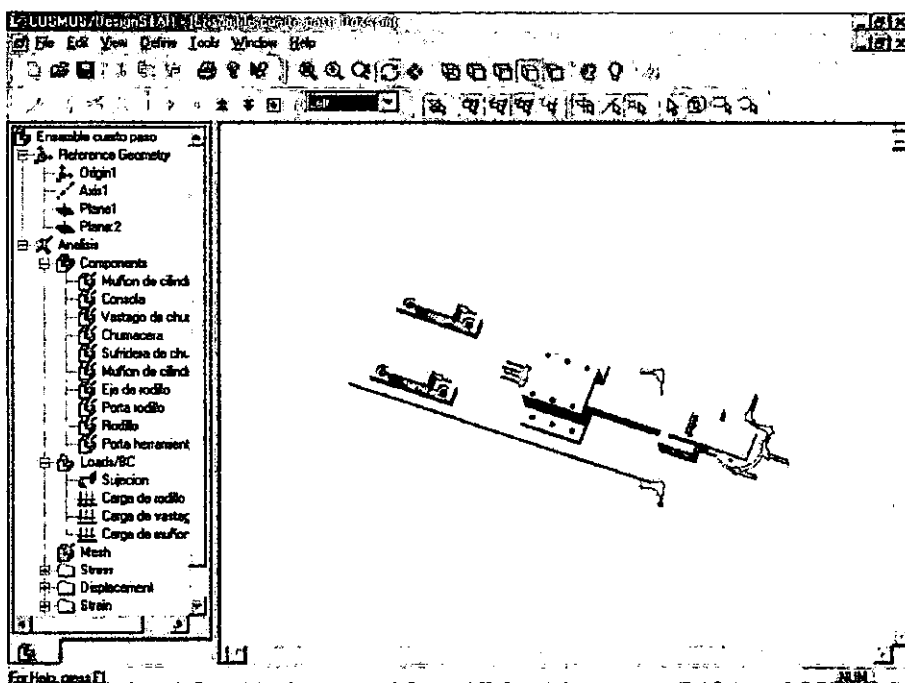 File Edit View Define Tools Window Help
Ensamble cuarto paso
Reference Geometry
Origin1
Axis1
Plane1
Plane2
Analisis
Components
Muñon de cilind
Consola
Vastago de chu
Chumacera
Sufridera de chu
Muñon de cilind
Eje de rodillo
Porta rodillo
Rodillo
Porta herramient
Loads/BC
Sujecion
Carga de rodillo
Carga de vastag
Carga de muñon
Mesh
Stress
Displacement
Strain
For Help, press F1
NUM